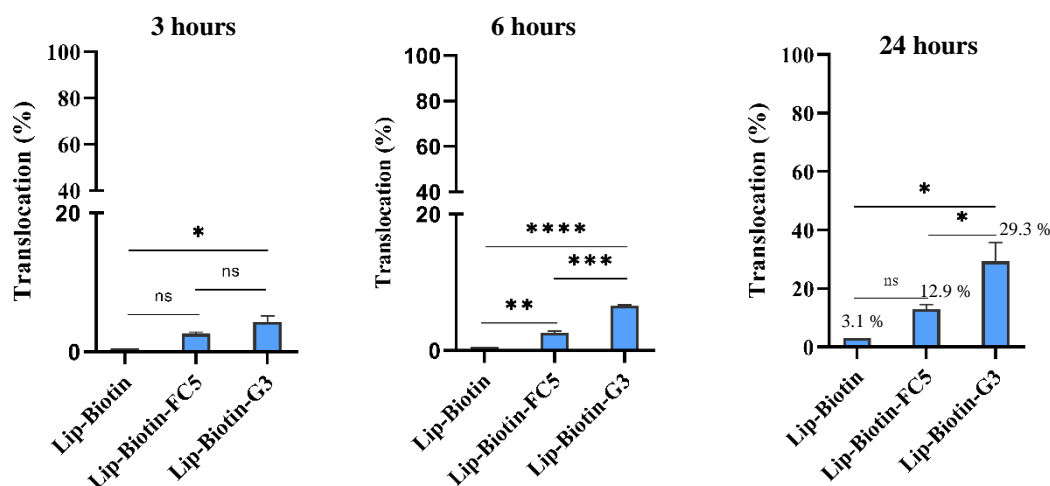 3 hours
Translocation (%)
100
80
60
40
20
0
*
ns
ns
Lip-Biotin
Lip-Biotin-FC5
Lip-Biotin-G3
6 hours
Translocation (%)
100
80
60
40
20
0
****
***
**
Lip-Biotin
Lip-Biotin-FC5
Lip-Biotin-G3
24 hours
Translocation (%)
100
80
60
40
20
0
*
*
29.3 %
ns
12.9 %
3.1 %
Lip-Biotin
Lip-Biotin-FC5
Lip-Biotin-G3